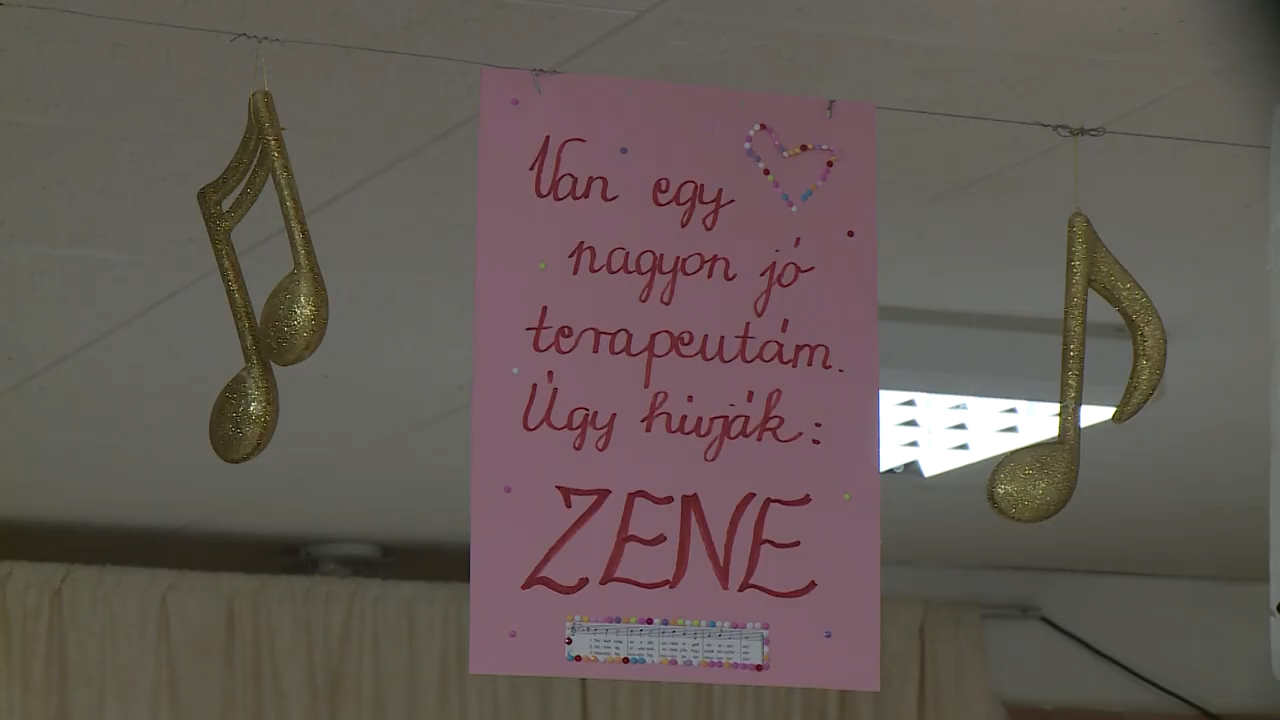 Van egy
nagyon jó
terapeutám.
Úgy hívják:
ZENE